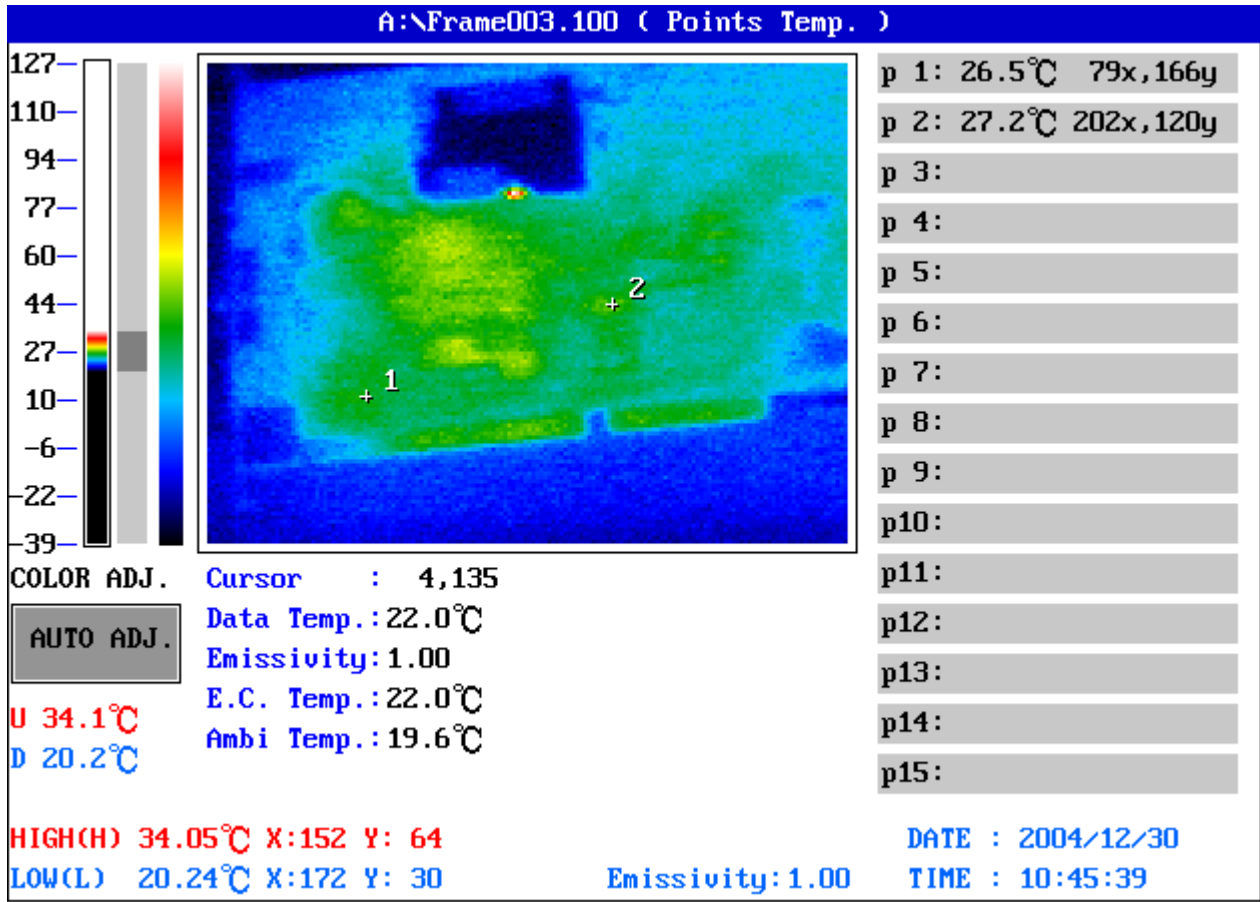 A:\Frame003.100 ( Points Temp. )
127
110
94
77
60
44
27
10
-6
-22
-39
1
2
p 1: 26.5℃ 79x,166y
p 2: 27.2℃ 202x,120y
p 3:
p 4:
p 5:
p 6:
p 7:
p 8:
p 9:
p10:
p11:
p12:
p13:
p14:
p15:
COLOR ADJ.
AUTO ADJ.
U 34.1℃
D 20.2℃
Cursor : 4,135
Data Temp.:22.0℃
Emissivity:1.00
E.C. Temp.:22.0℃
Ambi Temp.:19.6℃
HIGH(H) 34.05℃ X:152 Y: 64
LOW(L) 20.24℃ X:172 Y: 30
Emissivity:1.00
DATE : 2004/12/30
TIME : 10:45:39